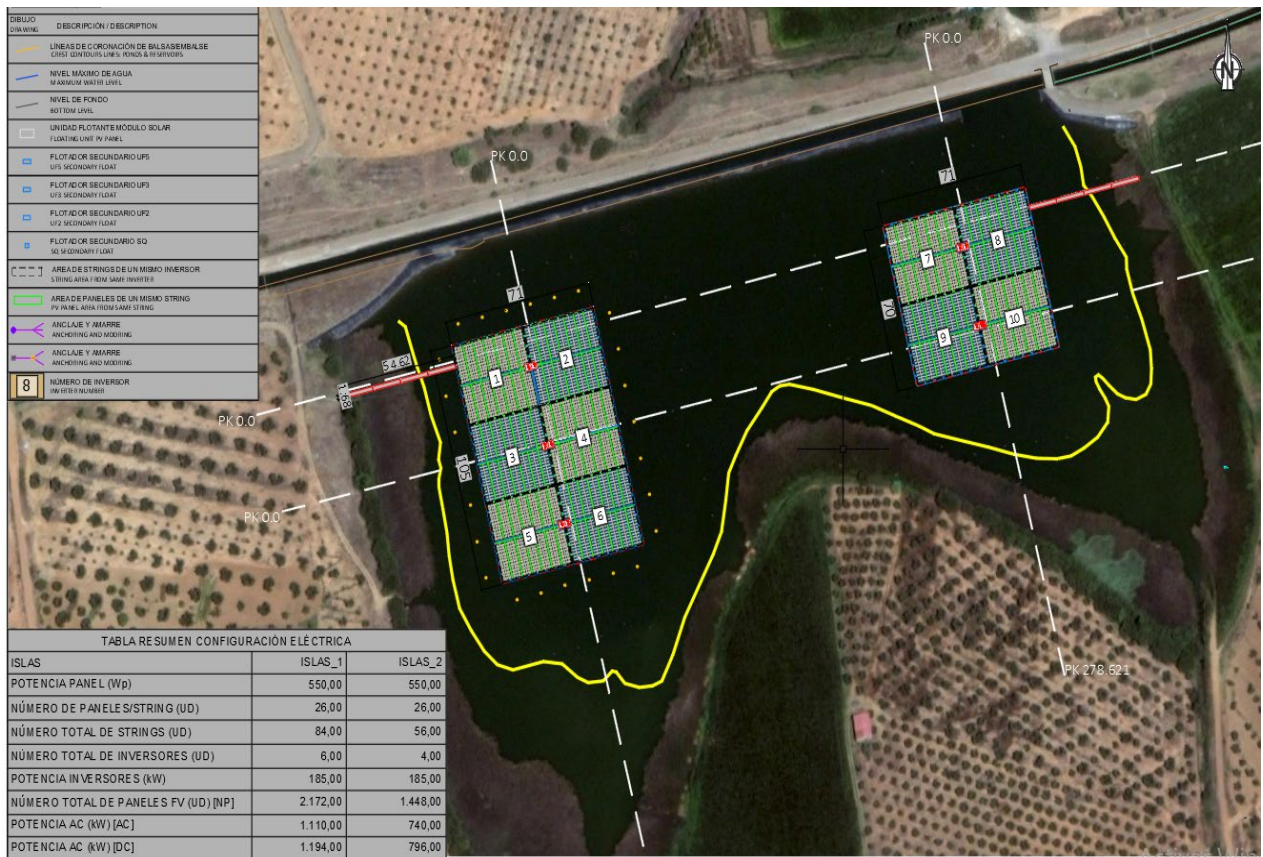 DIBUJO
DRAWING
DESCRIPCIÓN / DESCRIPTION
LÍNEAS DE CORONACIÓN DE BALSAS/EMBALSE
CREST CONTOURS LINES: PONDS & RESERVOIRS
NIVEL MÁXIMO DE AGUA
MAXIMUM WATER LEVEL
NIVEL DE FONDO
BOTTOM LEVEL
UNIDAD FLOTANTE MÓDULO SOLAR
FLOATING UNIT PV PANEL
FLOTADOR SECUNDARIO UF5
UF5 SECONDARY FLOAT
FLOTADOR SECUNDARIO UF3
UF3 SECONDARY FLOAT
FLOTADOR SECUNDARIO UF2
UF2 SECONDARY FLOAT
FLOTADOR SECUNDARIO SQ
SQ SECONDARY FLOAT
AREA DE STRINGS DE UN MISMO INVERSOR
STRING AREA FROM SAME INVERTER
AREA DE PANELES DE UN MISMO STRING
PV PANEL AREA FROM SAME STRING
ANCLAJE Y AMARRE
ANCHORING AND MOORING
ANCLAJE Y AMARRE
ANCHORING AND MOORING
8
NÚMERO DE INVERSOR
INVERTER NUMBER
PK 0.0
N
PK 0.0
71
71
7
8
70
9
10
54.62
1.98
1
2
PK 0.0
3
4
105
PK 0.0
5
6
PK 278.621
TABLA RESUMEN CONFIGURACIÓN ELÉCTRICA
ISLAS ISLAS_1 ISLAS_2
POTENCIA PANEL (Wp) 550,00 550,00
NÚMERO DE PANELES/STRING (UD) 26,00 26,00
NÚMERO TOTAL DE STRINGS (UD) 84,00 56,00
NÚMERO TOTAL DE INVERSORES (UD) 6,00 4,00
POTENCIA INVERSORES (kW) 185,00 185,00
NÚMERO TOTAL DE PANELES FV (UD) [NP] 2.172,00 1.448,00
POTENCIA AC (kW) [AC] 1.110,00 740,00
POTENCIA AC (kW) [DC] 1.194,00 796,00